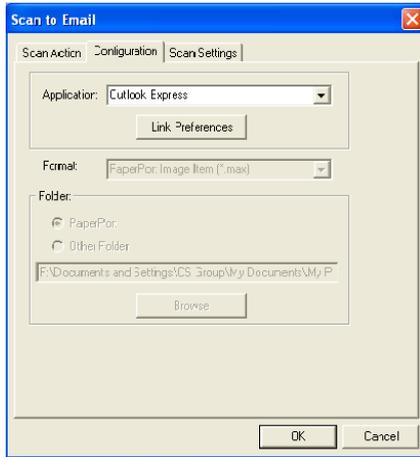 Scan to Email
Scan Action Configuration Scan Settings
Application: Outlook Express
Link Preferences
Format: PaperPort Image Item (*.max)
Folder:
PaperPort
Other Folder
F:\Documents and Settings\CS Group\My Documents\My P
Browse
OK Cancel